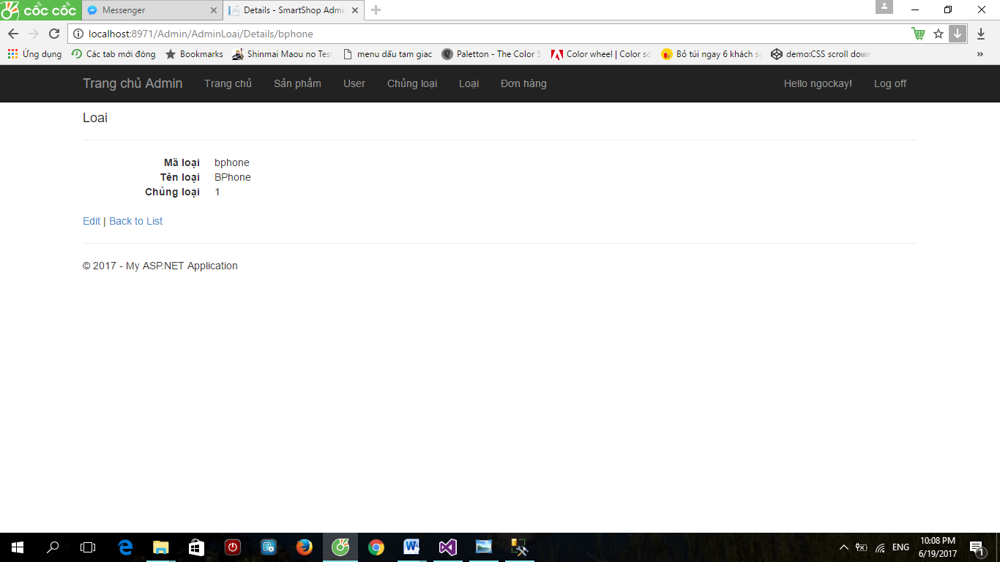 cốc cốc
Messenger
Details - SmartShop Admi
localhost:8971/Admin/AdminLoai/Details/bphone
Ứng dụng
Các tab mới đóng
Bookmarks
Shinmai Maou no Tes
menu dấu tam giac
Paletton - The Color S
Color wheel | Color sc
Bỏ túi ngay 6 khách sạ
demo:CSS scroll down
»
Trang chủ Admin
Trang chủ
Sản phẩm
User
Chủng loại
Loại
Đơn hàng
Hello ngockay!
Log off
Loai
Mã loại bphone
Tên loại BPhone
Chủng loại 1
Edit | Back to List
© 2017 - My ASP.NET Application
ENG
10:08 PM
6/19/2017
1